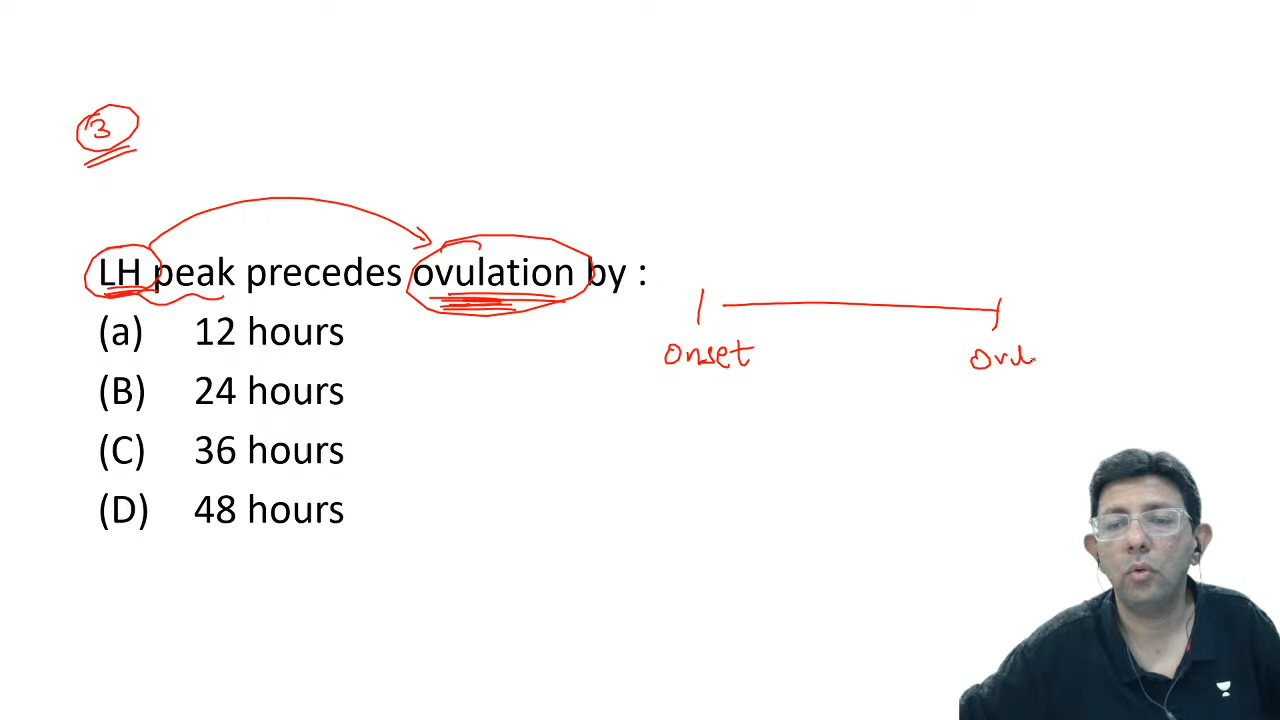 3
LH peak precedes ovulation by :
(a) 12 hours
(B) 24 hours
(C) 36 hours
(D) 48 hours
Onset Ovul